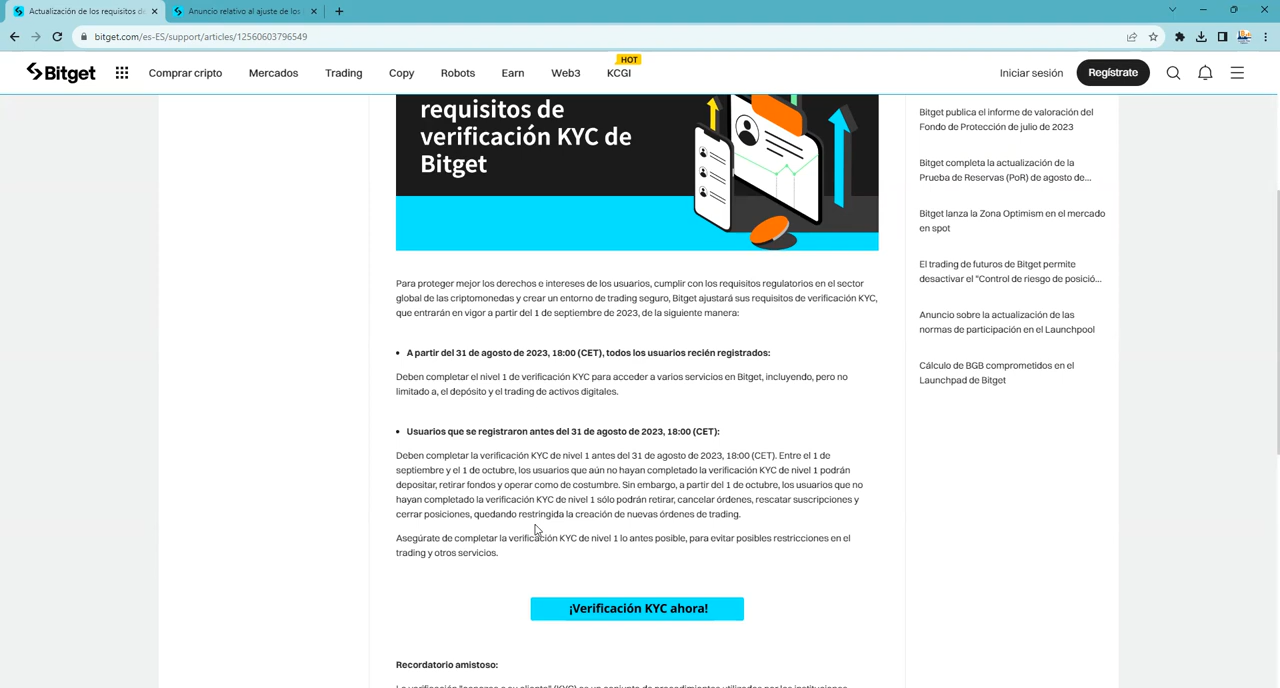 Actualización de los requisitos de
Anuncio relativo al ajuste de los
bitget.com/es-ES/support/articles/12560603796549
HOT
Bitget
Comprar cripto
Mercados
Trading
Copy
Robots
Earn
Web3
KCGI
Iniciar sesión
Regístrate
requisitos de
verificación KYC de
Bitget
Para proteger mejor los derechos e intereses de los usuarios, cumplir con los requisitos regulatorios en el sector
global de las criptomonedas y crear un entorno de trading seguro, Bitget ajustará sus requisitos de verificación KYC,
que entrarán en vigor a partir del 1 de septiembre de 2023, de la siguiente manera:
• A partir del 31 de agosto de 2023, 18:00 (CET), todos los usuarios recién registrados:
Deben completar el nivel 1 de verificación KYC para acceder a varios servicios en Bitget, incluyendo, pero no
limitado a, el depósito y el trading de activos digitales.
• Usuarios que se registraron antes del 31 de agosto de 2023, 18:00 (CET):
Deben completar la verificación KYC de nivel 1 antes del 31 de agosto de 2023, 18:00 (CET). Entre el 1 de
septiembre y el 1 de octubre, los usuarios que aún no hayan completado la verificación KYC de nivel 1 podrán
depositar, retirar fondos y operar como de costumbre. Sin embargo, a partir del 1 de octubre, los usuarios que no
hayan completado la verificación KYC de nivel 1 sólo podrán retirar, cancelar órdenes, rescatar suscripciones y
cerrar posiciones, quedando restringida la creación de nuevas órdenes de trading.
Asegúrate de completar la verificación KYC de nivel 1 lo antes posible, para evitar posibles restricciones en el
trading y otros servicios.
¡Verificación KYC ahora!
Recordatorio amistoso:
La verificación "conozca a su cliente" (KYC) es un conjunto de procedimientos utilizados por las instituciones
Bitget publica el informe de valoración del
Fondo de Protección de julio de 2023
Bitget completa la actualización de la
Prueba de Reservas (PoR) de agosto de...
Bitget lanza la Zona Optimism en el mercado
en spot
El trading de futuros de Bitget permite
desactivar el "Control de riesgo de posició...
Anuncio sobre la actualización de las
normas de participación en el Launchpool
Cálculo de BGB comprometidos en el
Launchpad de Bitget